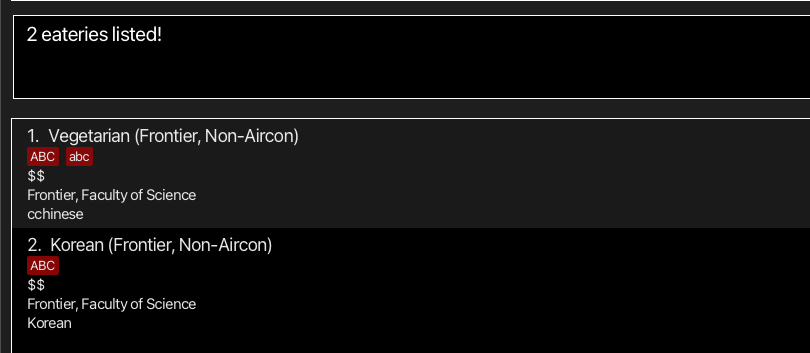 2 eateries listed!
1. Vegetarian (Frontier, Non-Aircon)
ABC abc
$$
Frontier, Faculty of Science
cchinese
2. Korean (Frontier, Non-Aircon)
ABC
$$
Frontier, Faculty of Science
Korean